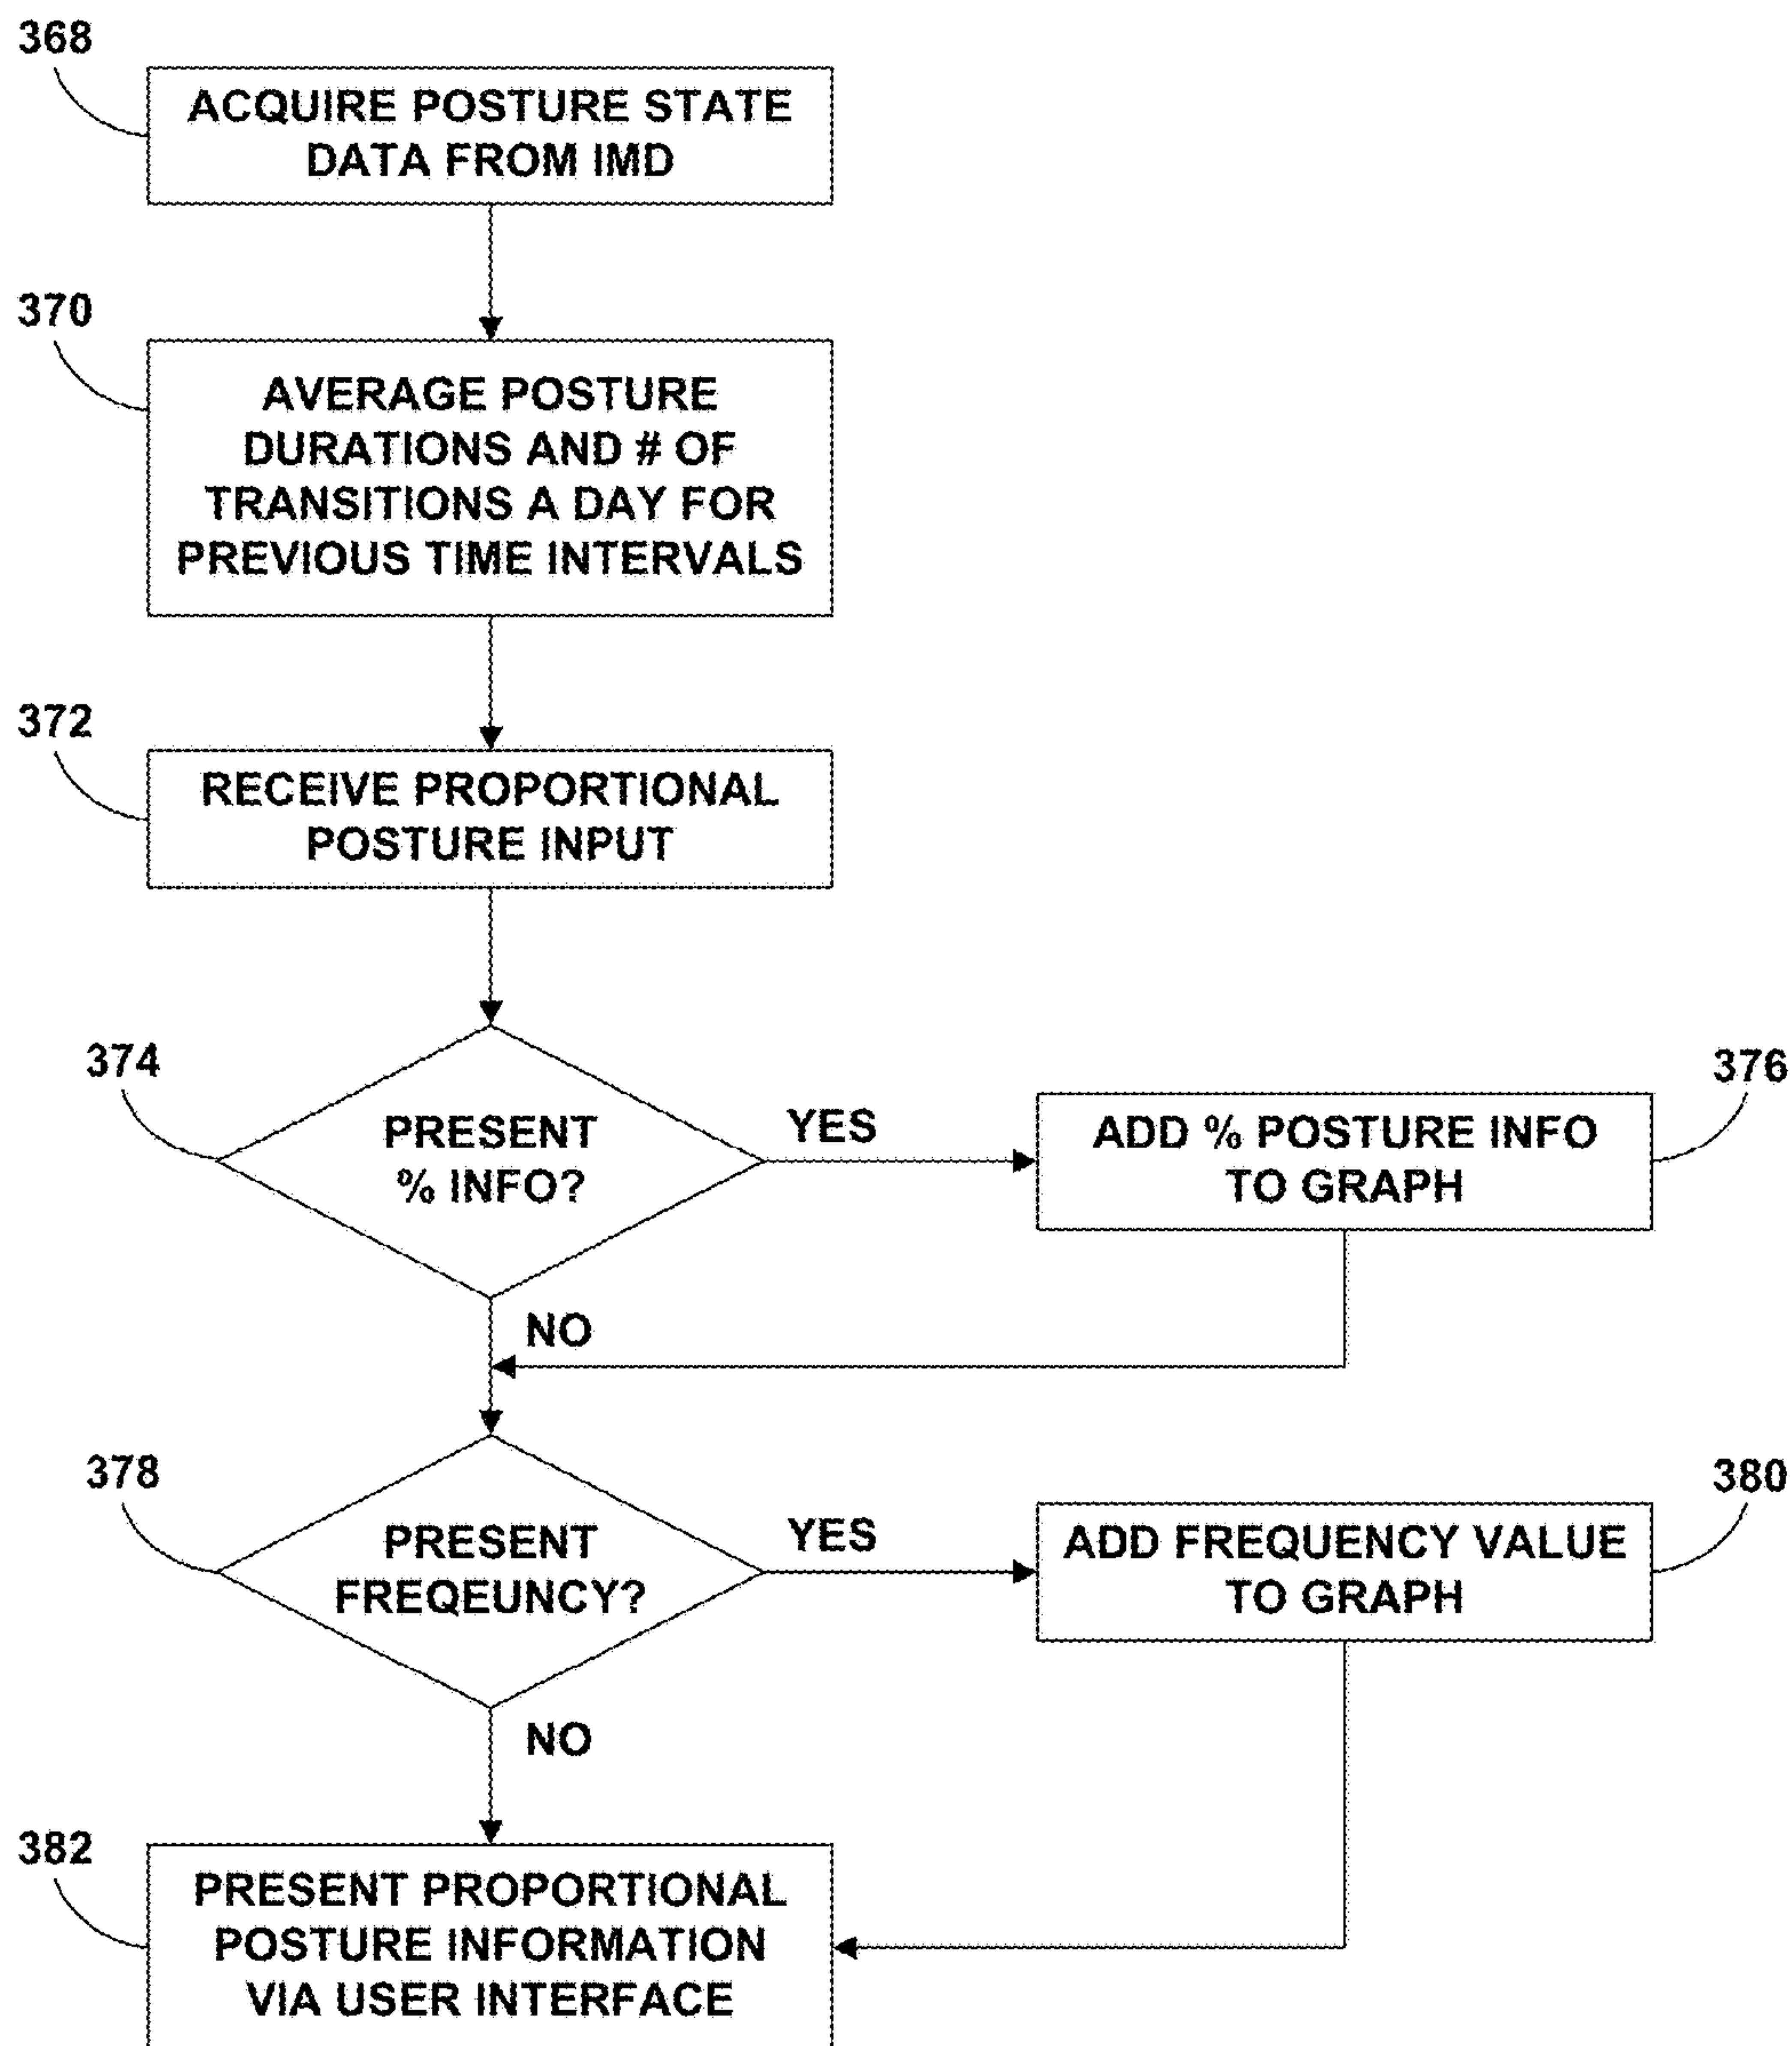 368
ACQUIRE POSTURE STATE
DATA FROM IMD
370
AVERAGE POSTURE
DURATIONS AND # OF
TRANSITIONS A DAY FOR
PREVIOUS TIME INTERVALS
372
RECEIVE PROPORTIONAL
POSTURE INPUT
374
PRESENT
% INFO?
YES
376
ADD % POSTURE INFO
TO GRAPH
NO
378
PRESENT
FREQEUNCY?
YES
380
ADD FREQUENCY VALUE
TO GRAPH
NO
382
PRESENT PROPORTIONAL
POSTURE INFORMATION
VIA USER INTERFACE